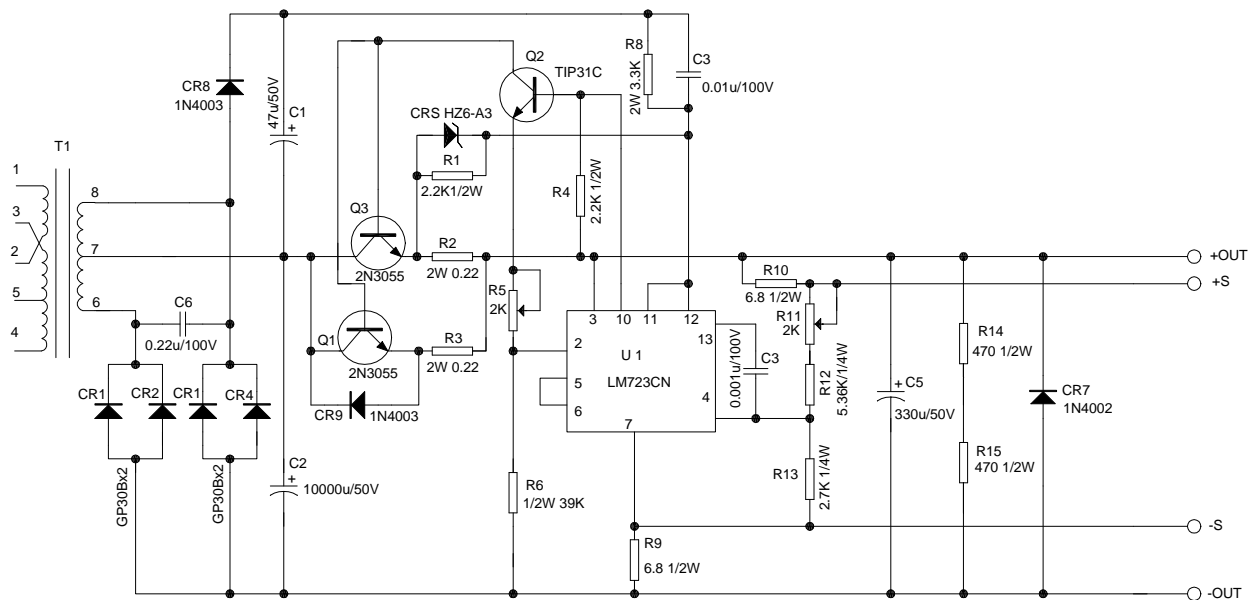 T1
1
3
2
5
4
8
7
6
CR8
1N4003
47u/50V
C1
C6
0.22u/100V
CR1
CR2
CR1
CR4
GP30Bx2
GP30Bx2
C2
10000u/50V
Q3
2N3055
Q1
2N3055
CR9
1N4003
CRS HZ6-A3
R1
2.2K1/2W
R2
2W 0.22
R3
2W 0.22
Q2
TIP31C
R4
2.2K 1/2W
R5
2K
R6
1/2W 39K
R8
2W 3.3K
C3
0.01u/100V
3
10
11
12
2
13
U 1
5
LM723CN
6
4
7
C3
0.001u/100V
R9
6.8 1/2W
R10
6.8 1/2W
R11
2K
R12
5.36K/1/4W
R13
2.7K 1/4W
C5
330u/50V
R14
470 1/2W
R15
470 1/2W
CR7
1N4002
+OUT
+S
-S
-OUT